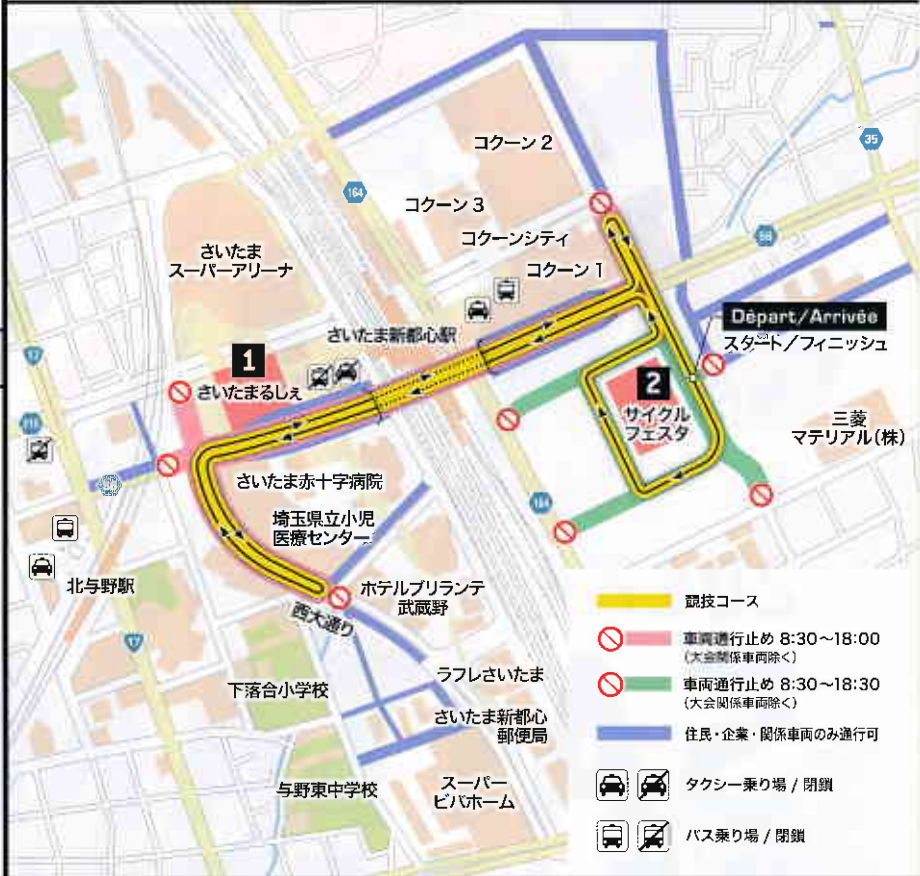 35
コクーン 2
164
コクーン 3
コクーンシティ
さいたま
スーパーアリーナ
コクーン 1
Départ/Arrivée
スタート/フィニッシュ
さいたま新都心駅
17
1
さいたまるしぇ
2
サイクル
フェスタ
三菱
マテリアル(株)
さいたま赤十字病院
埼玉県立小児
医療センター
164
北与野駅
ホテルブリランテ
武蔵野
西大通り
17
ラフレさいたま
下落合小学校
さいたま新都心
郵便局
与野東中学校
スーパー
ビバホーム
競技コース
車両通行止め 8:30~18:00
(大会関係車両除く)
車両通行止め 8:30~18:30
(大会関係車両除く)
住民・企業・関係車両のみ通行可
タクシー乗り場 / 閉鎖
バス乗り場 / 閉鎖